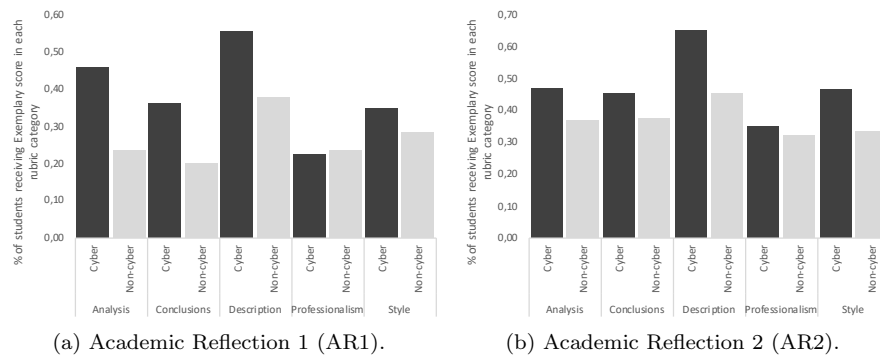 % of students receiving Exemplary score in each
rubric category
0,60
0,50
0,40
0,30
0,20
0,10
0,00
Cyber
Non-cyber
Cyber
Non-cyber
Cyber
Non-cyber
Cyber
Non-cyber
Cyber
Non-cyber
Analysis
Conclusions
Description
Professionalism
Style
(a) Academic Reflection 1 (AR1).
% of students receiving Exemplary score in each
rubric category
0,70
0,60
0,50
0,40
0,30
0,20
0,10
0,00
Cyber
Non-cyber
Cyber
Non-cyber
Cyber
Non-cyber
Cyber
Non-cyber
Cyber
Non-cyber
Analysis
Conclusions
Description
Professionalism
Style
(b) Academic Reflection 2 (AR2).